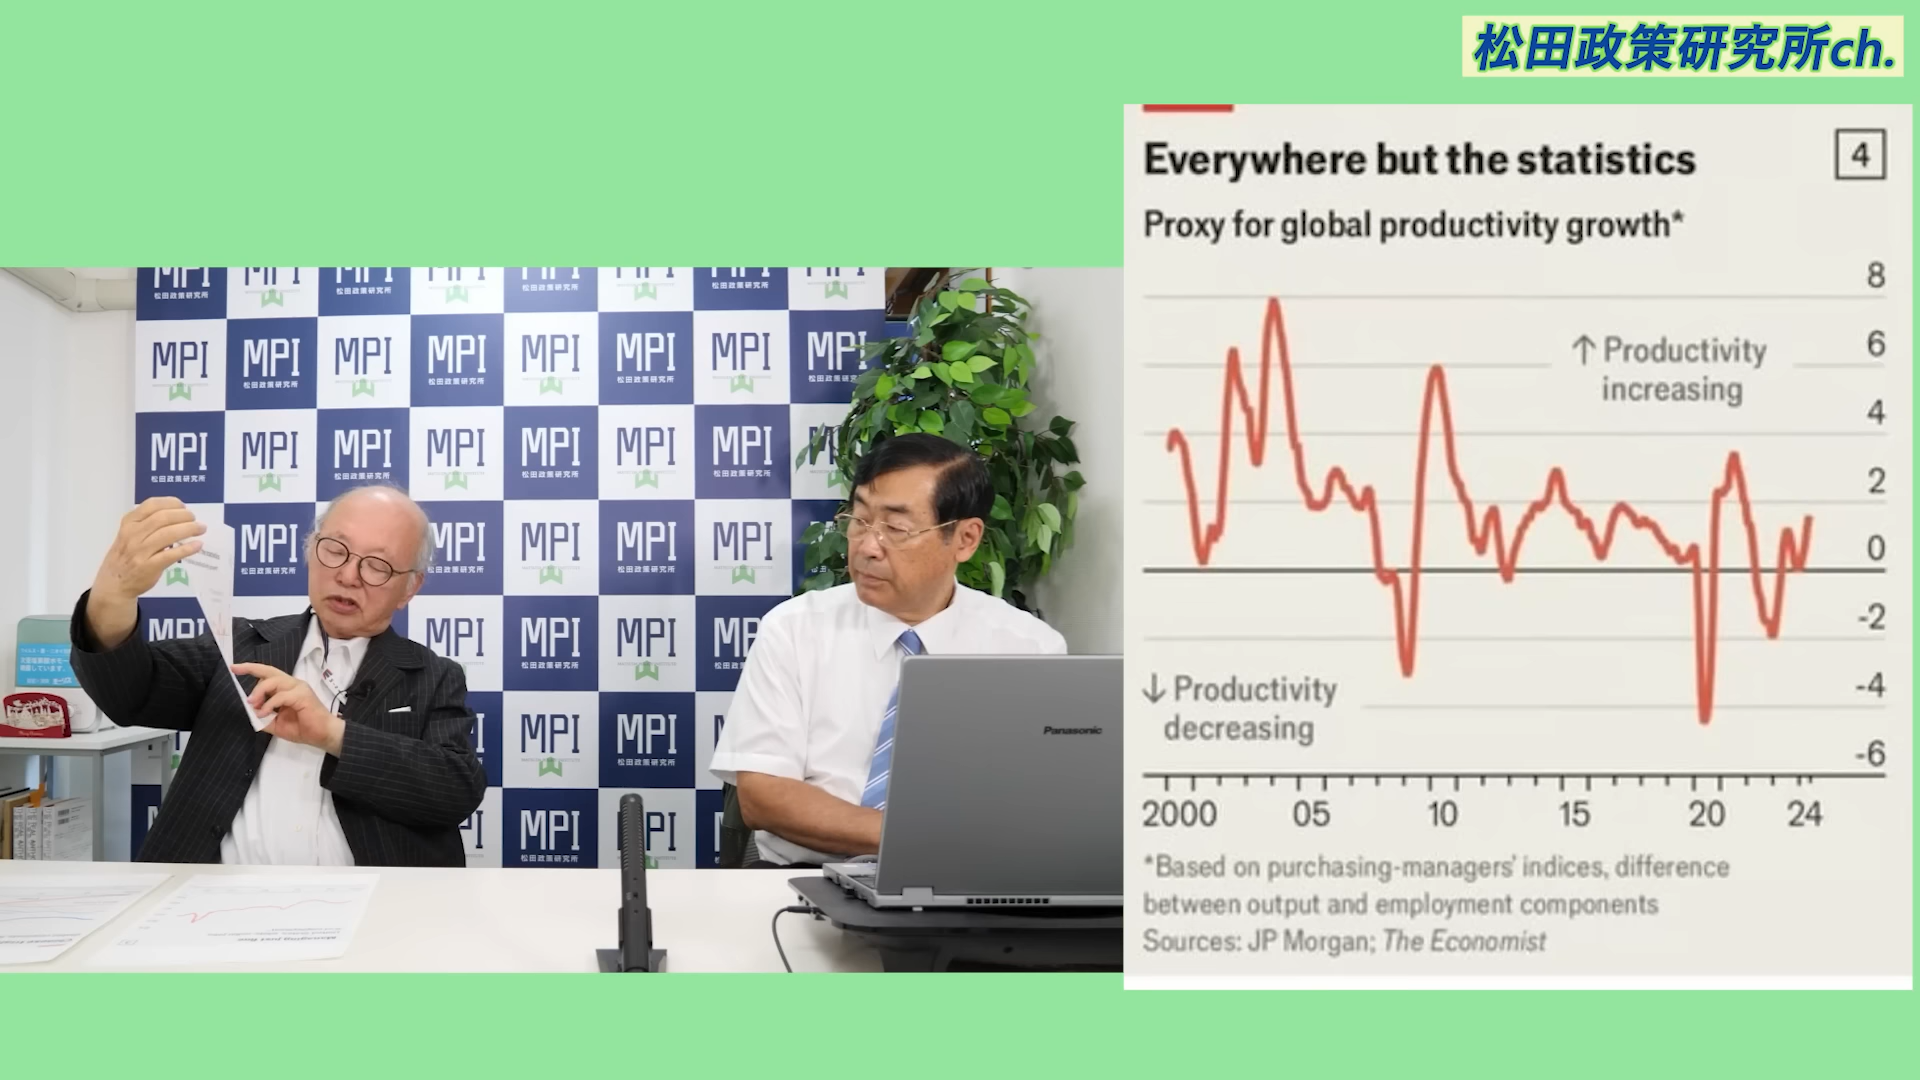 松田政策研究所ch.
Everywhere but the statistics
4
Proxy for global productivity growth*
8
↑ Productivity
increasing
6
4
2
0
-2
↓ Productivity
decreasing
-4
-6
2000 05 10 15 20 24
*Based on purchasing-managers' indices, difference
between output and employment components
Sources: JP Morgan; The Economist
MPI
松田政策研究所
Panasonic